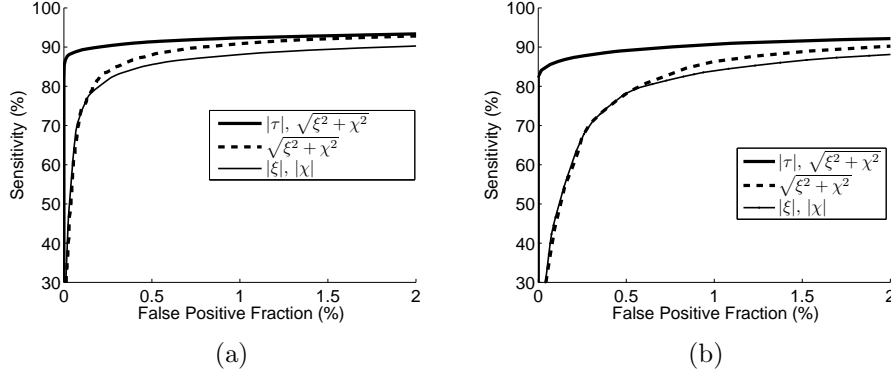 100
90
80
70
60
50
40
30
Sensitivity (%)
|τ|, √ξ² + χ²
√ξ² + χ²
|ξ|, |χ|
0 0.5 1 1.5 2
False Positive Fraction (%)
(a)
100
90
80
70
60
50
40
30
Sensitivity (%)
|τ|, √ξ² + χ²
√ξ² + χ²
|ξ|, |χ|
0 0.5 1 1.5 2
False Positive Fraction (%)
(b)